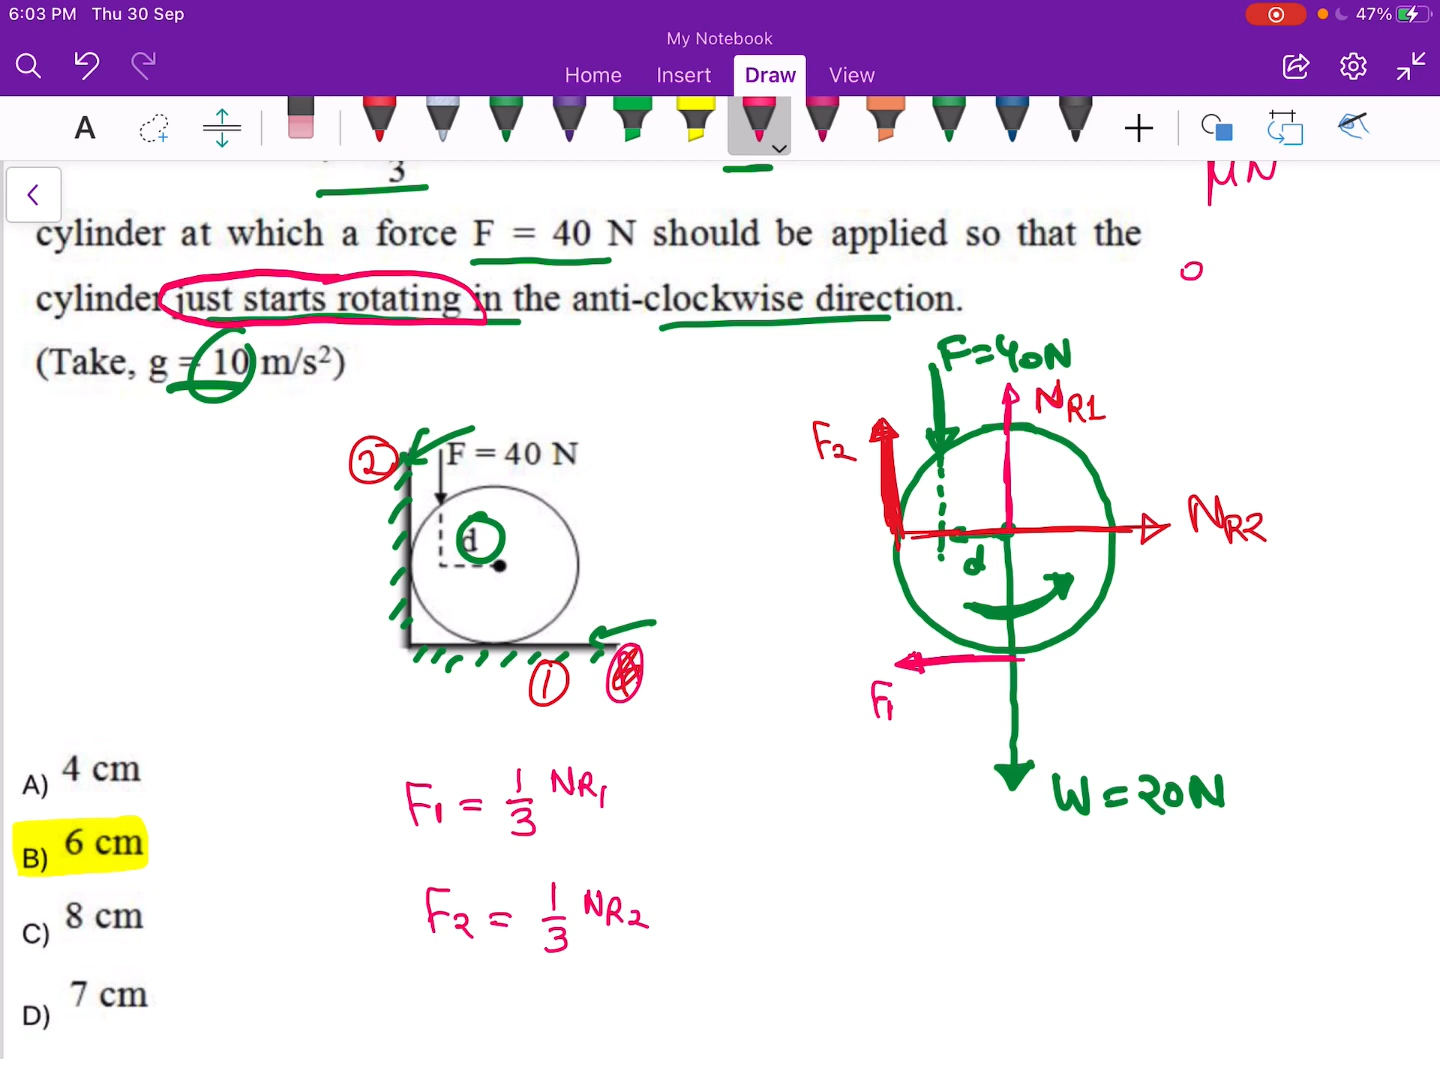 6:03 PM Thu 30 Sep
47%
My Notebook
Home Insert Draw View
A
3
μN
cylinder at which a force F = 40 N should be applied so that the
cylinder just starts rotating in the anti-clockwise direction.
(Take, g = 10 m/s²)
F=40N
NR1
F2
NR2
d
F1
W=20N
2
F = 40 N
d
1
A) 4 cm
B) 6 cm
C) 8 cm
D) 7 cm
F1 = 1/3 NR1
F2 = 1/3 NR2